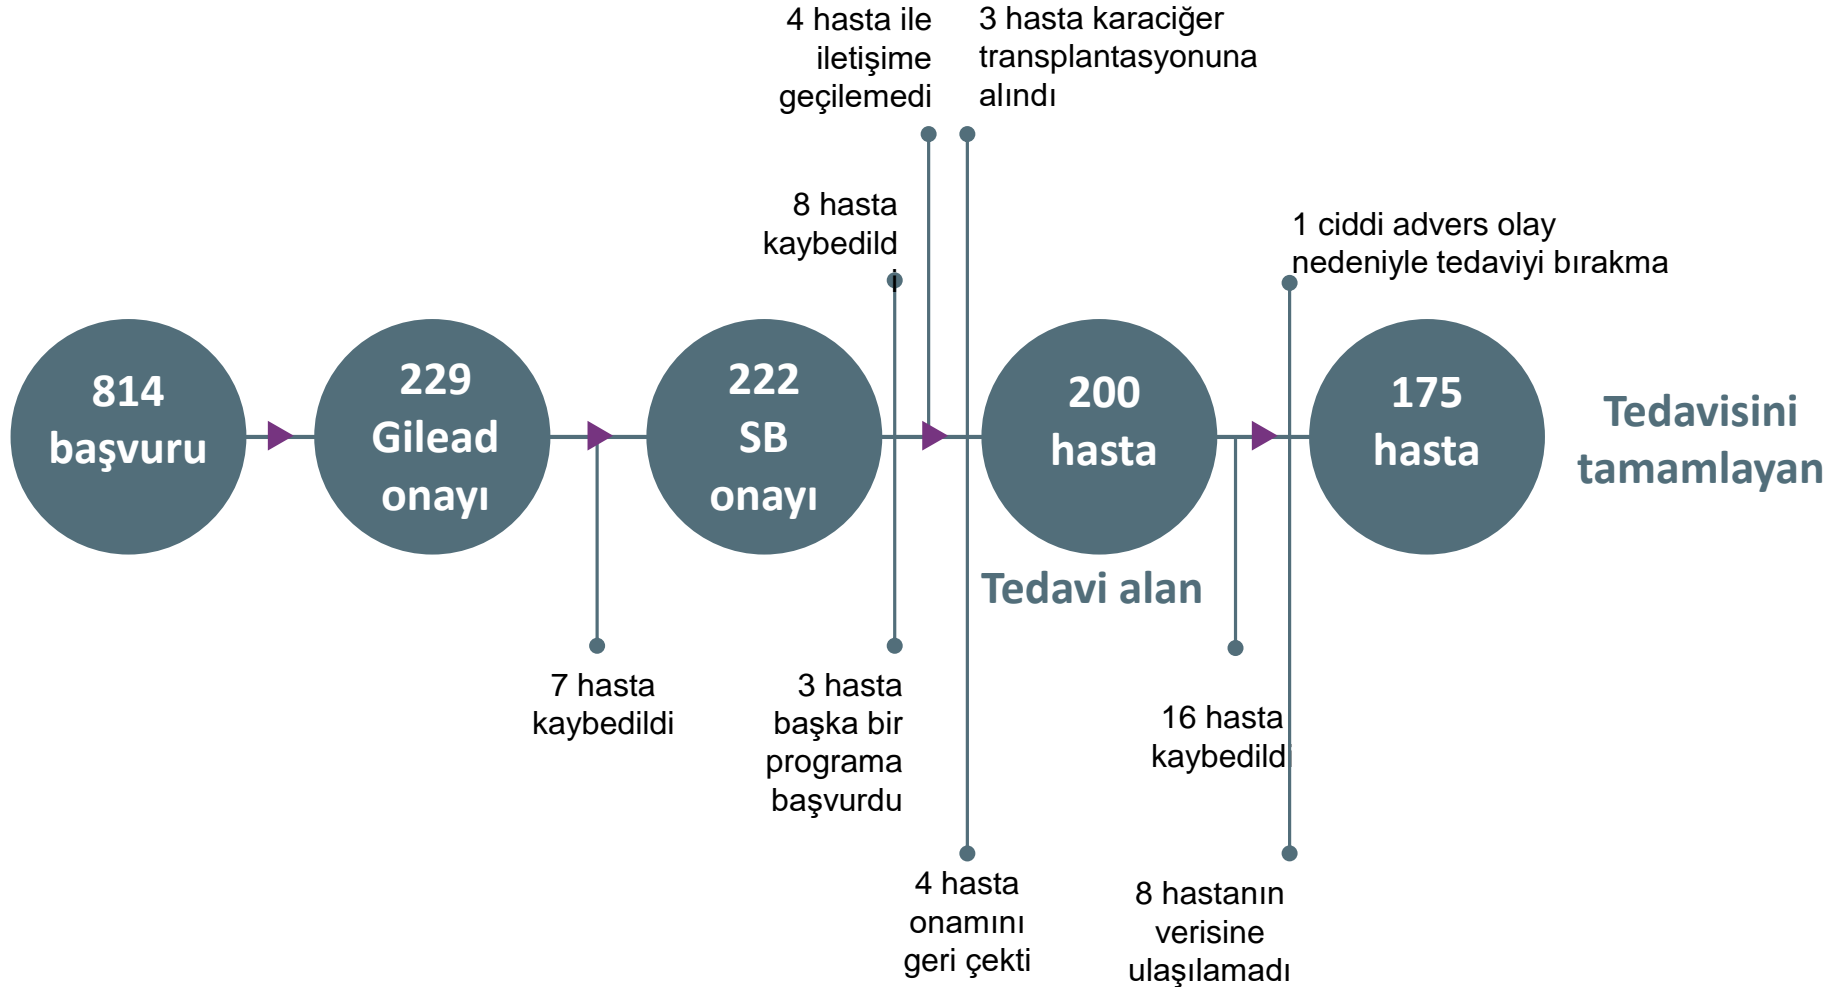 4 hasta ile
iletişime
geçilemedi
3 hasta karaciğer
transplantasyonuna
alındı
8 hasta
kaybedild
i
1 ciddi advers olay
nedeniyle tedaviyi bırakma
814
başvuru
229
Gilead
onayı
222
SB
onayı
200
hasta
175
hasta
Tedavisini
tamamlayan
Tedavi alan
7 hasta
kaybedildi
3 hasta
başka bir
programa
başvurdu
16 hasta
kaybedildi
4 hasta
onamını
geri çekti
8 hastanın
verisine
ulaşılamadı